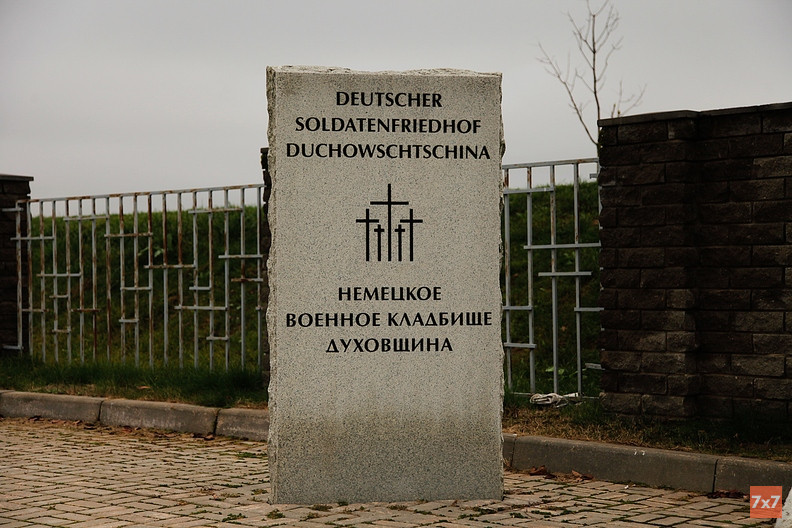 DEUTSCHER
SOLDATENFRIEDHOF
DUCHOWSCHTSCHINA
НЕМЕЦКОЕ
ВОЕННОЕ КЛАДБИЩЕ
ДУХОВЩИНА
7x7